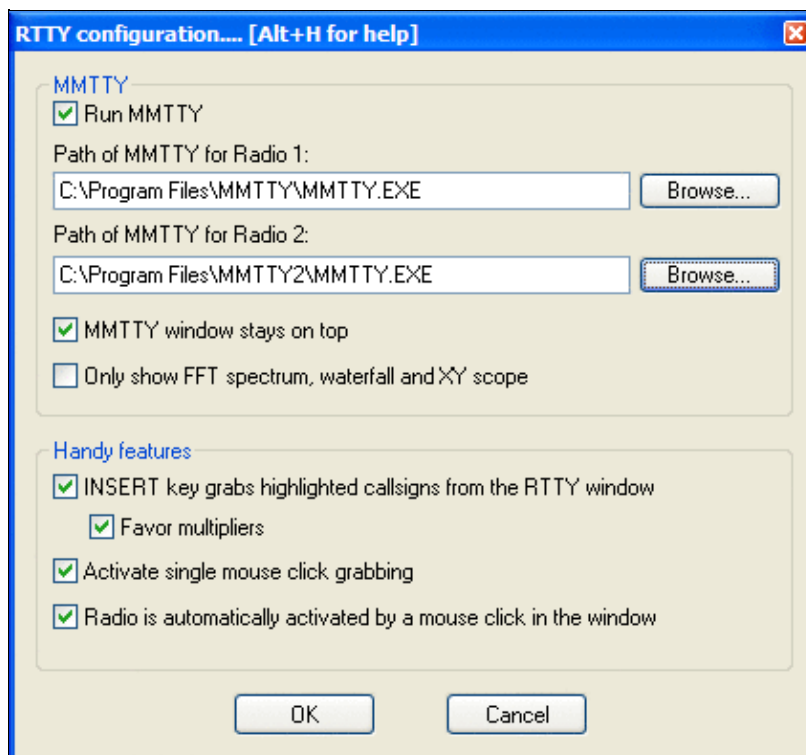 RTTY configuration.... [Alt+H for help]
MMTTY
Run MMTTY
Path of MMTTY for Radio 1:
C:\Program Files\MMTTY\MMTTY.EXE
Browse...
Path of MMTTY for Radio 2:
C:\Program Files\MMTTY2\MMTTY.EXE
Browse...
MMTTY window stays on top
Only show FFT spectrum, waterfall and XY scope
Handy features
INSERT key grabs highlighted callsigns from the RTTY window
Favor multipliers
Activate single mouse click grabbing
Radio is automatically activated by a mouse click in the window
OK
Cancel